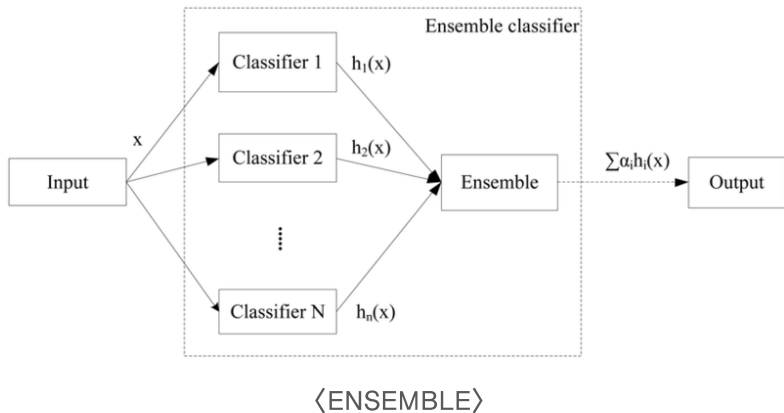 Ensemble classifier
Classifier 1
h₁(x)
x
Classifier 2
h₂(x)
Input
Ensemble
∑αᵢhᵢ(x)
Output
Classifier N
hₙ(x)
〈ENSEMBLE〉